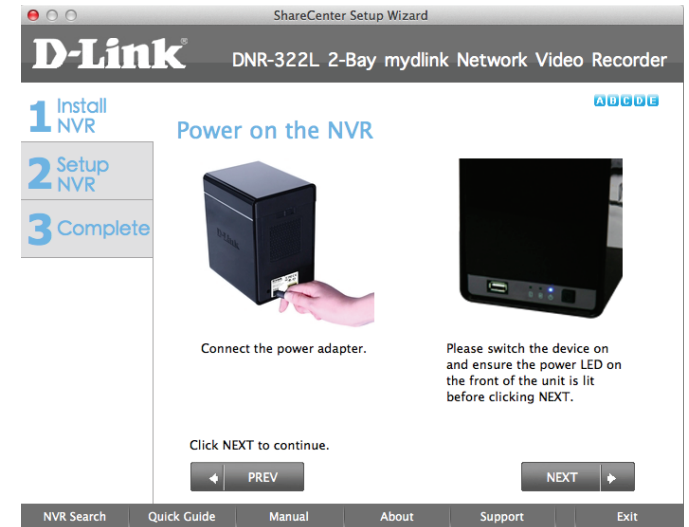 ShareCenter Setup Wizard
D-Link®
DNR-322L 2-Bay mydlink Network Video Recorder
A B C D E
1 Install NVR
2 Setup NVR
3 Complete
Power on the NVR
D-Link
Connect the power adapter.
Please switch the device on
and ensure the power LED on
the front of the unit is lit
before clicking NEXT.
Click NEXT to continue.
PREV
NEXT
NVR Search
Quick Guide
Manual
About
Support
Exit